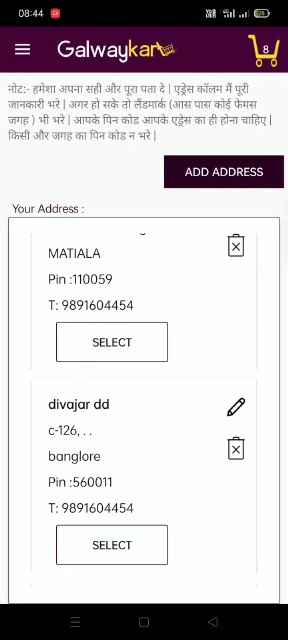 08:44
Galwaykart
8
नोट:- हमेशा अपना सही और पूरा पता दे | एड्रेस कॉलम मैं पूरी
जानकारी भरे | अगर हो सके तो लैंडमार्क (आस पास कोई फेमस
जगह ) भी भरे | आपके पिन कोड आपके एड्रेस का ही होना चाहिए |
किसी और जगह का पिन कोड न भरे |
ADD ADDRESS
Your Address :
MATIALA
Pin :110059
T: 9891604454
SELECT
divajar dd
c-126, . .
banglore
Pin :560011
T: 9891604454
SELECT